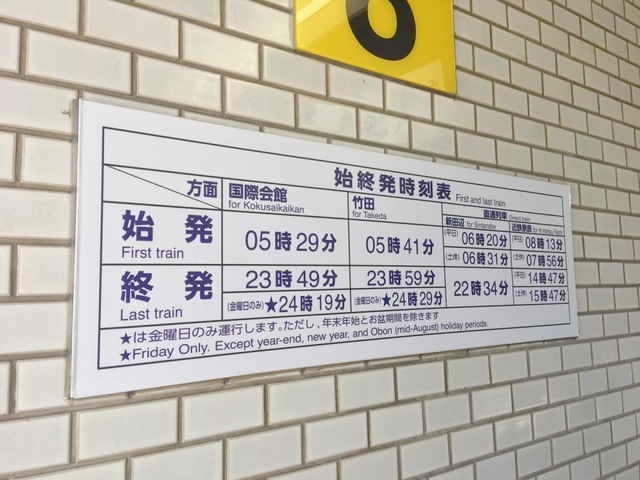 6
始終発時刻表 First and last train
方面
国際会館
for Kokusaikaikan
竹田
for Takeda
直通列車 Direct train
新田辺
for Shintanabe
近鉄奈良
for Kintetsu Nara
始発
First train
05時29分
05時41分
(平日) 06時20分
(土休) 06時31分
(平日) 08時13分
(土休) 07時56分
終発
Last train
23時49分
(金曜日のみ) ★24時19分
23時59分
(金曜日のみ) ★24時29分
22時34分
(平日) 14時47分
(土休) 15時47分
★は金曜日のみ運行します。ただし、年末年始とお盆期間を除きます
★Friday Only. Except year-end, new year, and Obon (mid-August) holiday periods.